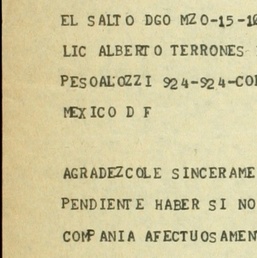 EL SALTO DGO MZO-15-1
LIC ALBERTO TERRONES
PESOALOZZI 924-924-COL
MEXICO D F
AGRADEZCOLE SINCERAME
PENDIENTE HABER SI NO
COMPANIA AFECTUOSAMEN